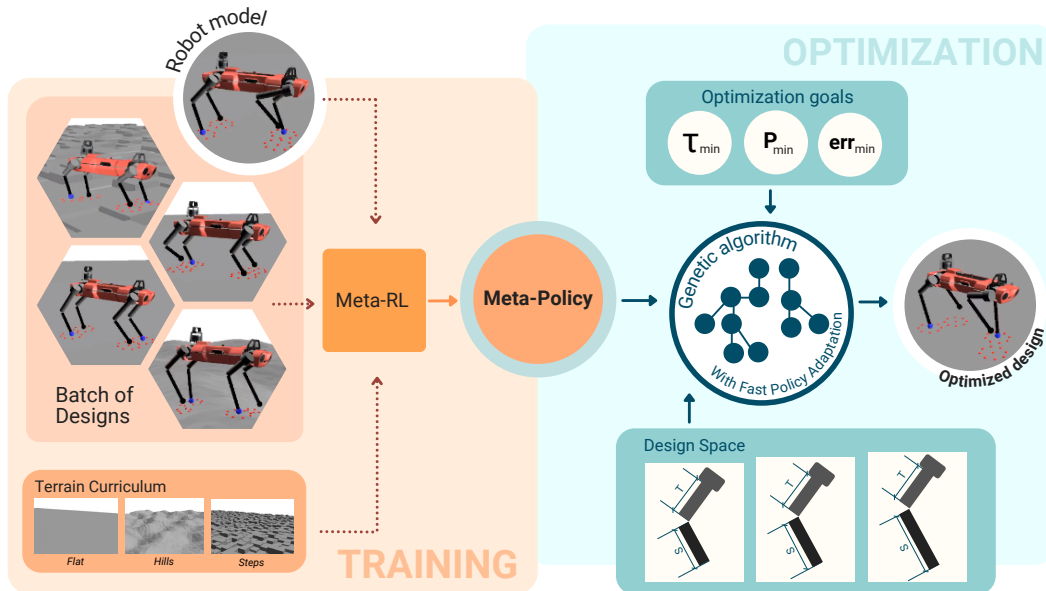 OPTIMIZATION
Robot model
Optimization goals
τmin
Pmin
errmin
Genetic algorithm
With Fast Policy Adaptation
Meta-RL
Meta-Policy
Optimized design
Batch of
Designs
Design Space
T
S
T
S
T
S
Terrain Curriculum
Flat
Hills
Steps
TRAINING